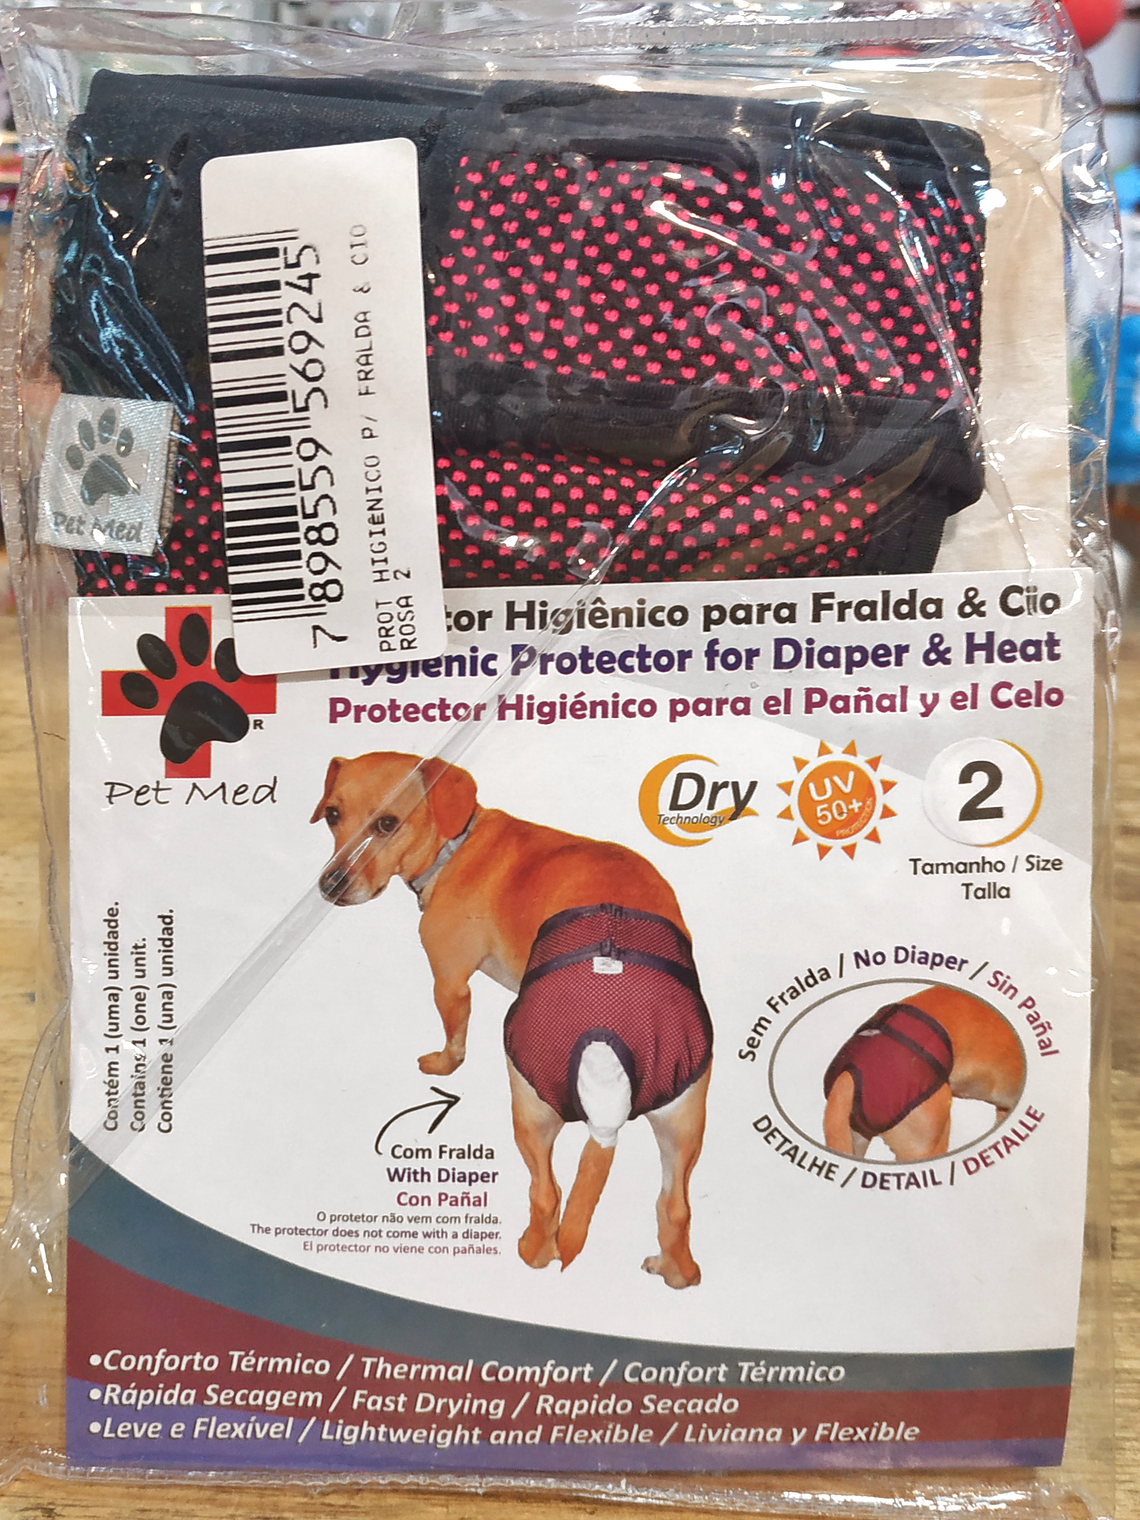 7 898559 569245
PROT HIGIÊNICO P/ FRALDA & CIO
ROSA 2
Pet Med
tor Higiênico para Fralda & Cio
Hygienic Protector for Diaper & Heat
Protector Higiénico para el Pañal y el Celo
R
Pet Med
Dry
Technology
UV
50+
PROTECTION
2
Tamanho / Size
Talla
Contém 1 (uma) unidade.
Contains 1 (one) unit.
Contiene 1 (una) unidad.
Sem Fralda / No Diaper / Sin Pañal
DETALHE / DETAIL / DETALLE
Com Fralda
With Diaper
Con Pañal
O protetor não vem com fralda.
The protector does not come with a diaper.
El protector no viene con pañales.
•Conforto Térmico / Thermal Comfort / Confort Térmico
•Rápida Secagem / Fast Drying / Rapido Secado
•Leve e Flexível / Lightweight and Flexible / Liviana y Flexible